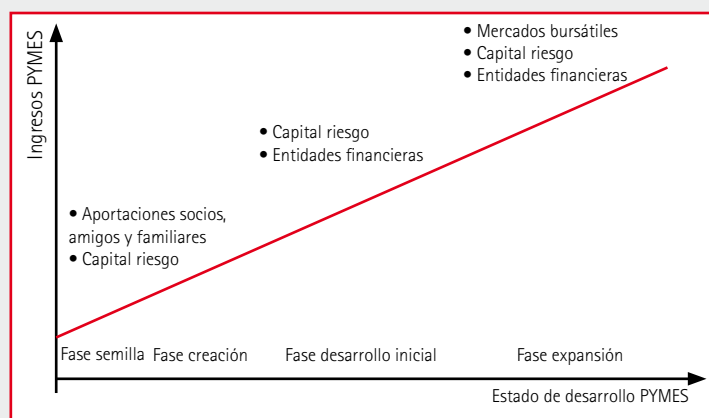 Ingresos PYMES
• Mercados bursátiles
• Capital riesgo
• Entidades financieras
• Capital riesgo
• Entidades financieras
• Aportaciones socios,
amigos y familiares
• Capital riesgo
Fase semilla Fase creación Fase desarrollo inicial Fase expansión
Estado de desarrollo PYMES